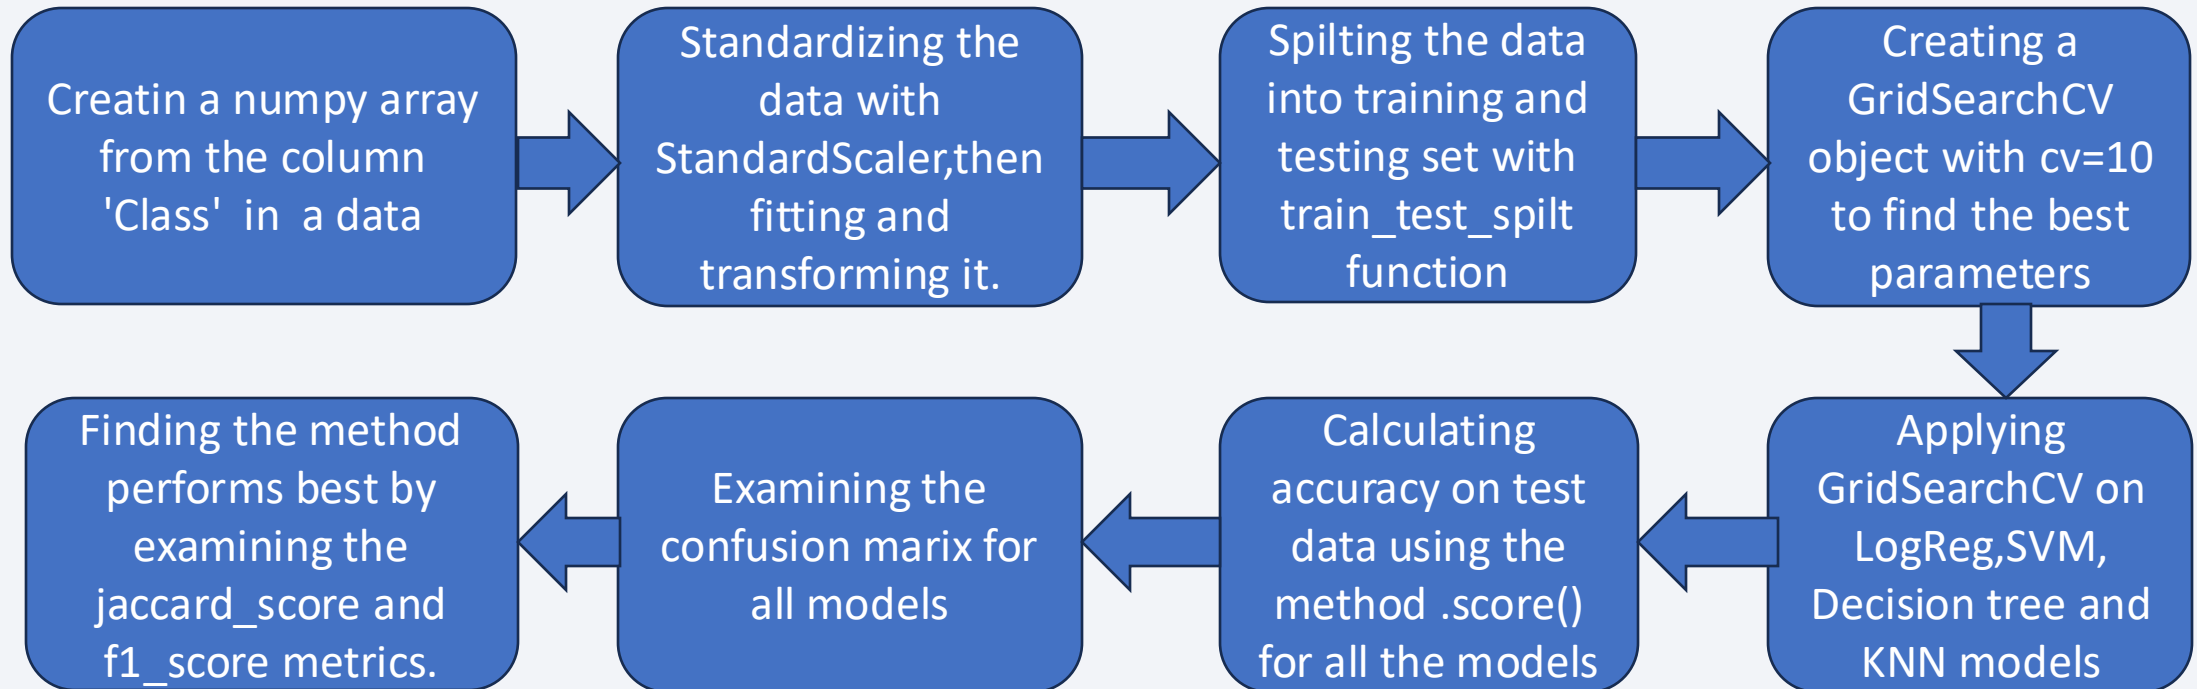 Creatin a numpy array
from the column
'Class' in a data
Standardizing the
data with
StandardScaler,then
fitting and
transforming it.
Spilting the data
into training and
testing set with
train_test_spilt
function
Creating a
GridSearchCV
object with cv=10
to find the best
parameters
Applying
GridSearchCV on
LogReg,SVM,
Decision tree and
KNN models
Calculating
accuracy on test
data using the
method .score()
for all the models
Examining the
confusion marix for
all models
Finding the method
performs best by
examining the
jaccard_score and
f1_score metrics.